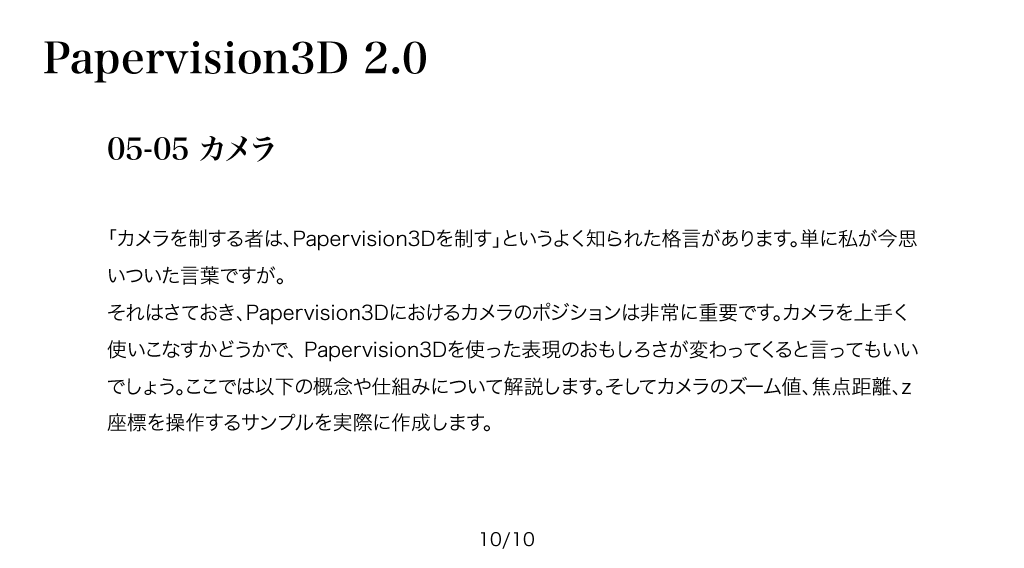 Papervision3D 2.0
05-05 カメラ
「カメラを制する者は、Papervision3Dを制す」というよく知られた格言があります。単に私が今思
いついた言葉ですが。
それはさておき、Papervision3Dにおけるカメラのポジションは非常に重要です。カメラを上手く
使いこなすかどうかで、 Papervision3Dを使った表現のおもしろさが変わってくると言ってもいい
でしょう。ここでは以下の概念や仕組みについて解説します。そしてカメラのズーム値、焦点距離、z
座標を操作するサンプルを実際に作成します。
10/10